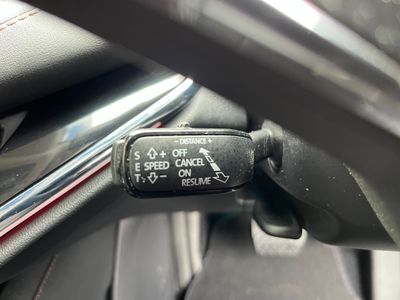 - DISTANCE +
S + OFF
E SPEED CANCEL
T - ON
RESUME